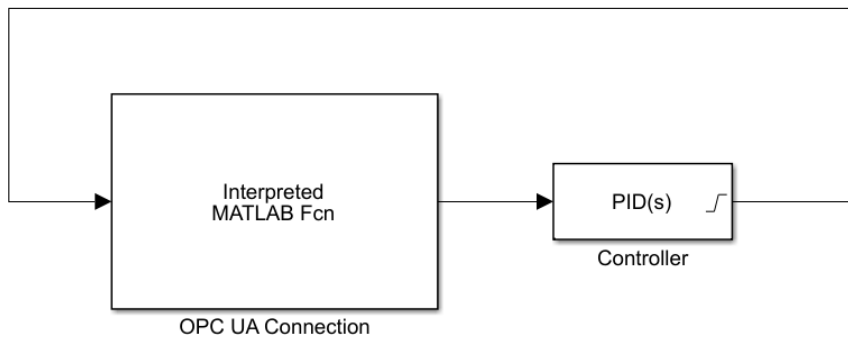 Interpreted
MATLAB Fcn
OPC UA Connection
PID(s)
Controller